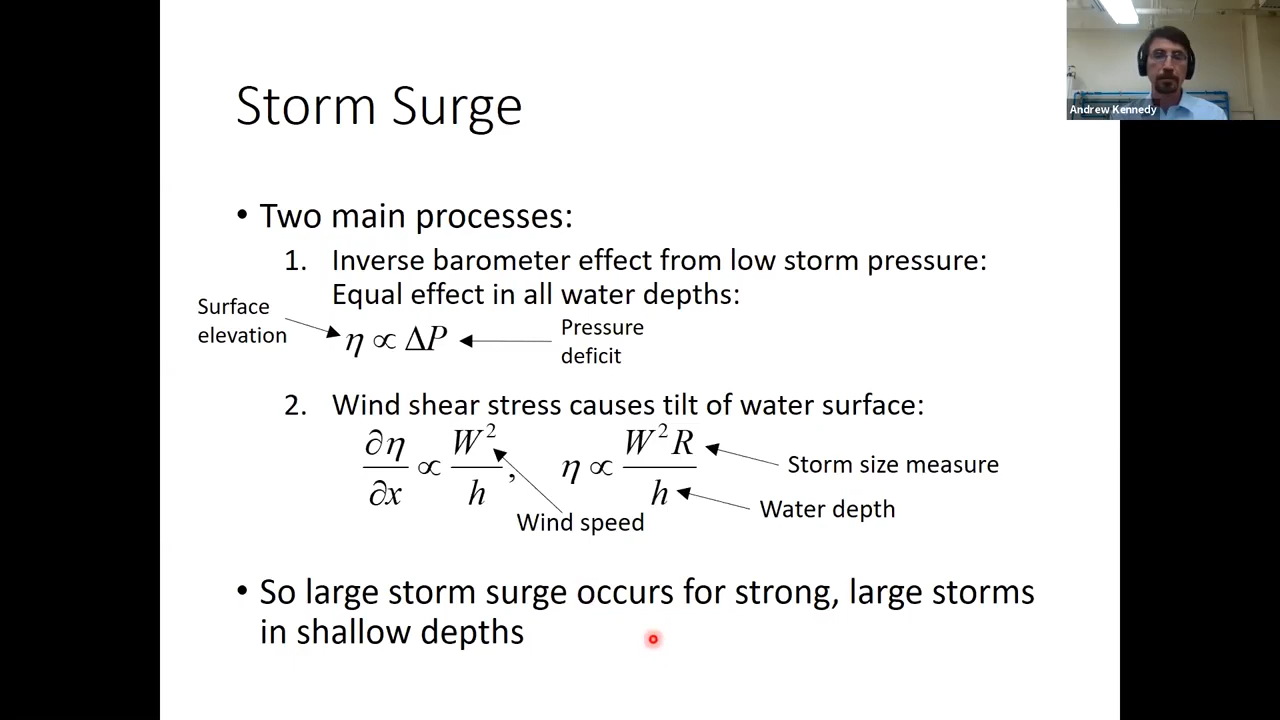 Andrew Kennedy
Storm Surge
• Two main processes:
1. Inverse barometer effect from low storm pressure:
Equal effect in all water depths:
Surface
elevation
η ∝ ΔP
Pressure
deficit
2. Wind shear stress causes tilt of water surface:
∂η/∂x ∝ W²/h, η ∝ W²R/h
Storm size measure
Water depth
Wind speed
• So large storm surge occurs for strong, large storms
in shallow depths